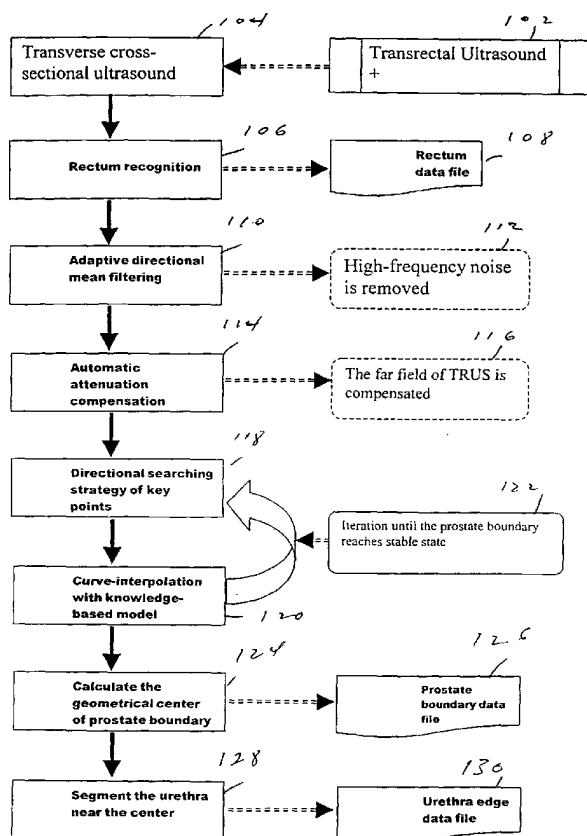 104
102
Transverse cross-
sectional ultrasound
Transrectal Ultrasound
+
106
108
Rectum recognition
Rectum
data file
110
112
Adaptive directional
mean filtering
High-frequency noise
is removed
114
116
Automatic
attenuation
compensation
The far field of TRUS is
compensated
118
Directional searching
strategy of key
points
122
Iteration until the prostate boundary
reaches stable state
Curve-interpolation
with knowledge-
based model
120
124
126
Calculate the
geometrical center
of prostate boundary
Prostate
boundary data
file
128
130
Segment the urethra
near the center
Urethra edge
data file